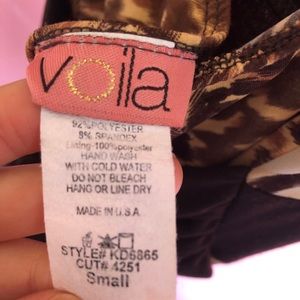 voila
92%POLYESTER
8% SPANDEX
Lining-100%polyester
HAND WASH
WITH COLD WATER
DO NOT BLEACH
HANG OR LINE DRY
MADE IN U.S.A
STYLE# KD6865
CUT# 4251
Small